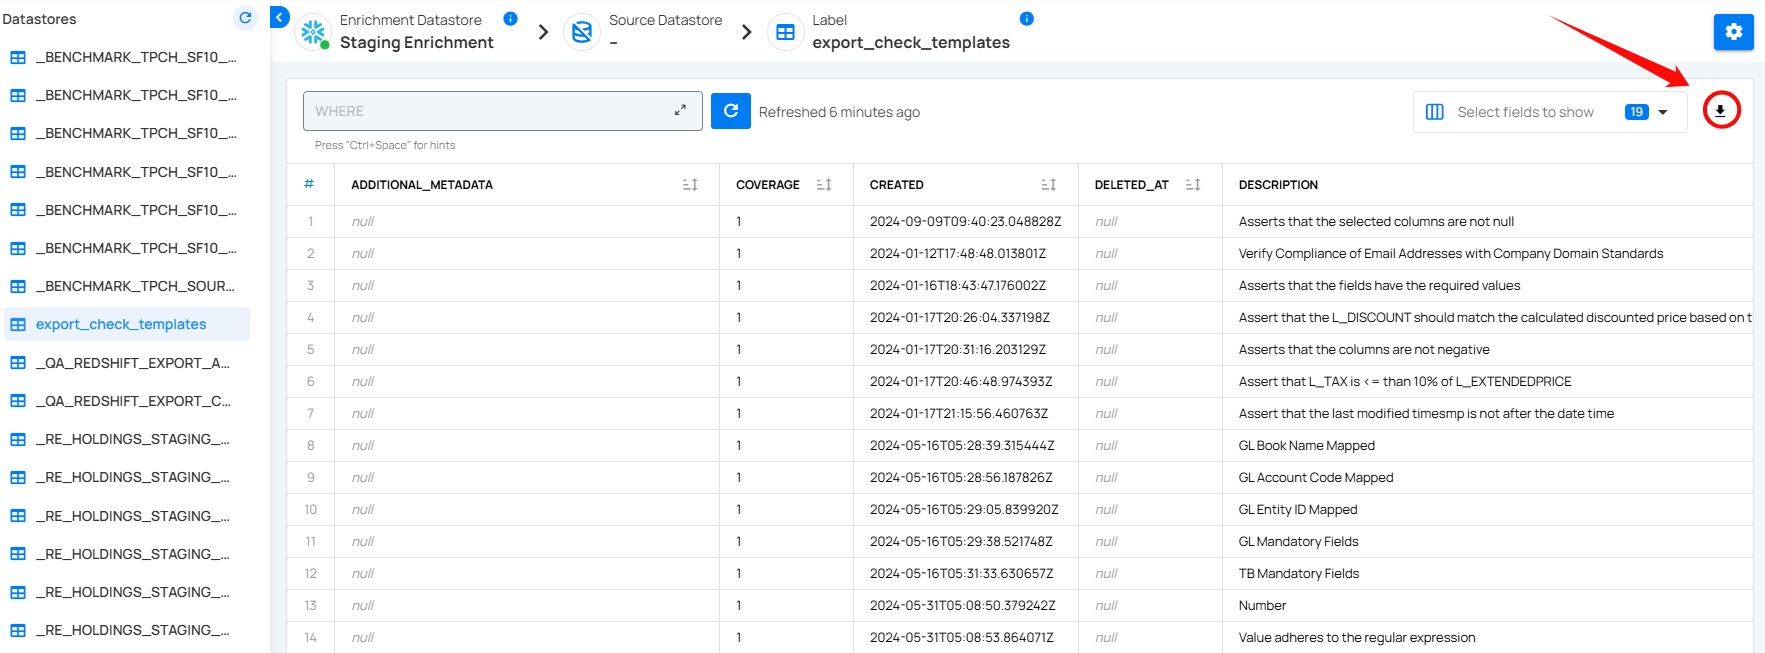 Datastores
_BENCHMARK_TPCH_SF10_...
_BENCHMARK_TPCH_SF10_...
_BENCHMARK_TPCH_SF10_...
_BENCHMARK_TPCH_SF10_...
_BENCHMARK_TPCH_SF10_...
_BENCHMARK_TPCH_SF10_...
_BENCHMARK_TPCH_SOUR...
export_check_templates
_QA_REDSHIFT_EXPORT_A...
_QA_REDSHIFT_EXPORT_C...
_RE_HOLDINGS_STAGING_...
_RE_HOLDINGS_STAGING_...
_RE_HOLDINGS_STAGING_...
_RE_HOLDINGS_STAGING_...
_RE_HOLDINGS_STAGING_...
_RE_HOLDINGS_STAGING_...
Enrichment Datastore
Staging Enrichment
Source Datastore
–
Label
export_check_templates
WHERE
Refreshed 6 minutes ago
Select fields to show 19
Press "Ctrl+Space" for hints
# ADDITIONAL_METADATA COVERAGE CREATED DELETED_AT DESCRIPTION
1 null 1 2024-09-09T09:40:23.048828Z null Asserts that the selected columns are not null
2 null 1 2024-01-12T17:48:48.013801Z null Verify Compliance of Email Addresses with Company Domain Standards
3 null 1 2024-01-16T18:43:47.176002Z null Asserts that the fields have the required values
4 null 1 2024-01-17T20:26:04.337198Z null Assert that the L_DISCOUNT should match the calculated discounted price based on t
5 null 1 2024-01-17T20:31:16.203129Z null Asserts that the columns are not negative
6 null 1 2024-01-17T20:46:48.974393Z null Assert that L_TAX is <= than 10% of L_EXTENDEDPRICE
7 null 1 2024-01-17T21:15:56.460763Z null Assert that the last modified timesmp is not after the date time
8 null 1 2024-05-16T05:28:39.315444Z null GL Book Name Mapped
9 null 1 2024-05-16T05:28:56.187826Z null GL Account Code Mapped
10 null 1 2024-05-16T05:29:05.839920Z null GL Entity ID Mapped
11 null 1 2024-05-16T05:29:38.521748Z null GL Mandatory Fields
12 null 1 2024-05-16T05:31:33.630657Z null TB Mandatory Fields
13 null 1 2024-05-31T05:08:50.379242Z null Number
14 null 1 2024-05-31T05:08:53.864071Z null Value adheres to the regular expression